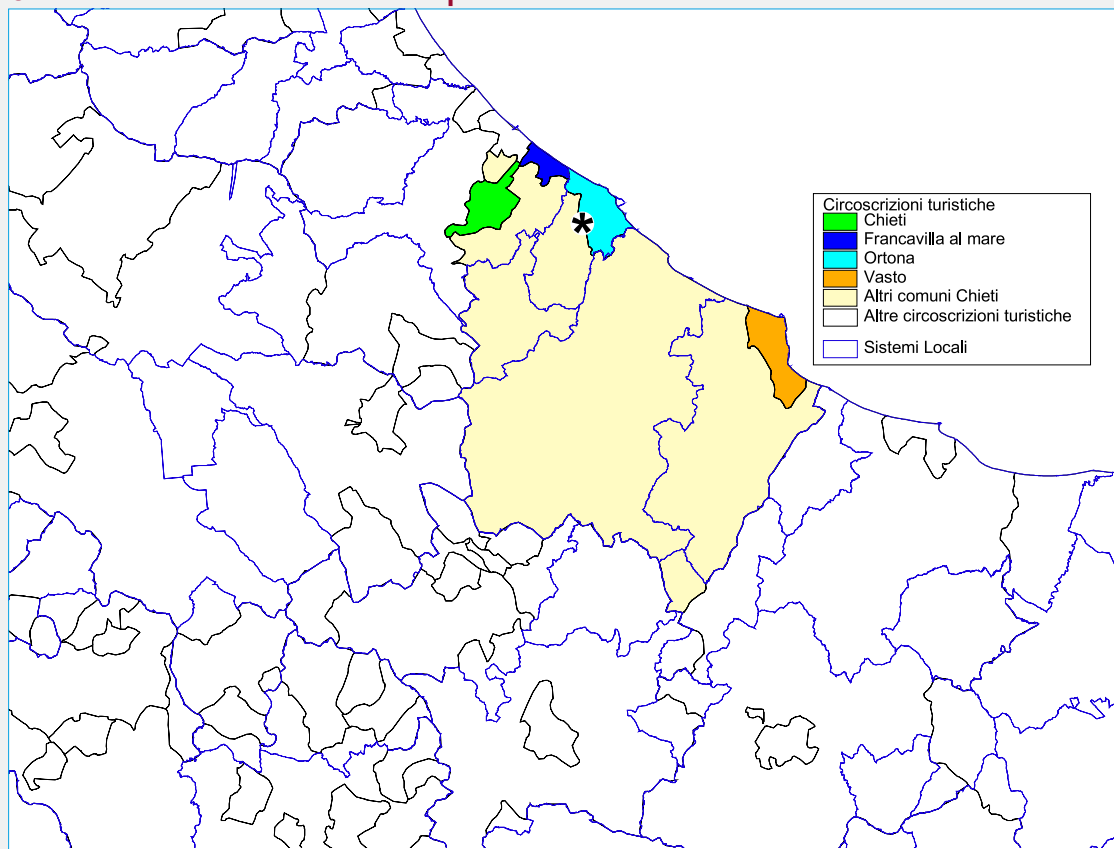 Circoscrizioni turistiche
Chieti
Francavilla al mare
Ortona
Vasto
Altri comuni Chieti
Altre circoscrizioni turistiche
Sistemi Locali
*